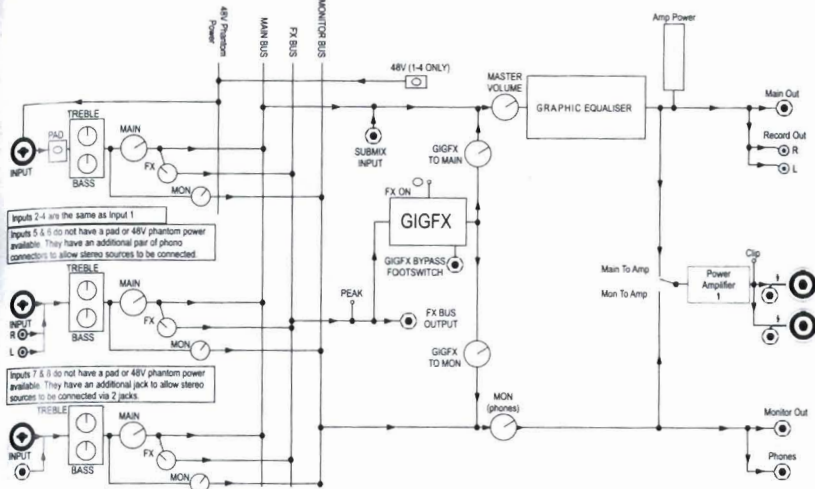 48V Phantom
Power
MAIN BUS
FX BUS
MONITOR BUS
Amp Power
48V (1-4 ONLY)
MASTER
VOLUME
GRAPHIC EQUALISER
Main Out
Record Out
R
L
TREBLE
PAD
MAIN
INPUT
FX
BASS
MON
SUBMIX
INPUT
GIGFX
TO MAIN
FX ON
GIGFX
GIGFX BYPASS
FOOTSWITCH
Inputs 2-4 are the same as Input 1
Inputs 5 & 6 do not have a pad or 48V phantom power
available. They have an additional pair of phono
connectors to allow stereo sources to be connected.
TREBLE
MAIN
INPUT
R
L
FX
BASS
MON
PEAK
FX BUS
OUTPUT
Main To Amp
Mon To Amp
Power
Amplifier
1
Clip
GIGFX
TO MON
Inputs 7 & 8 do not have a pad or 48V phantom power
available. They have an additional jack to allow stereo
sources to be connected via 2 jacks.
TREBLE
MAIN
INPUT
FX
BASS
MON
MON
(phones)
Monitor Out
Phones